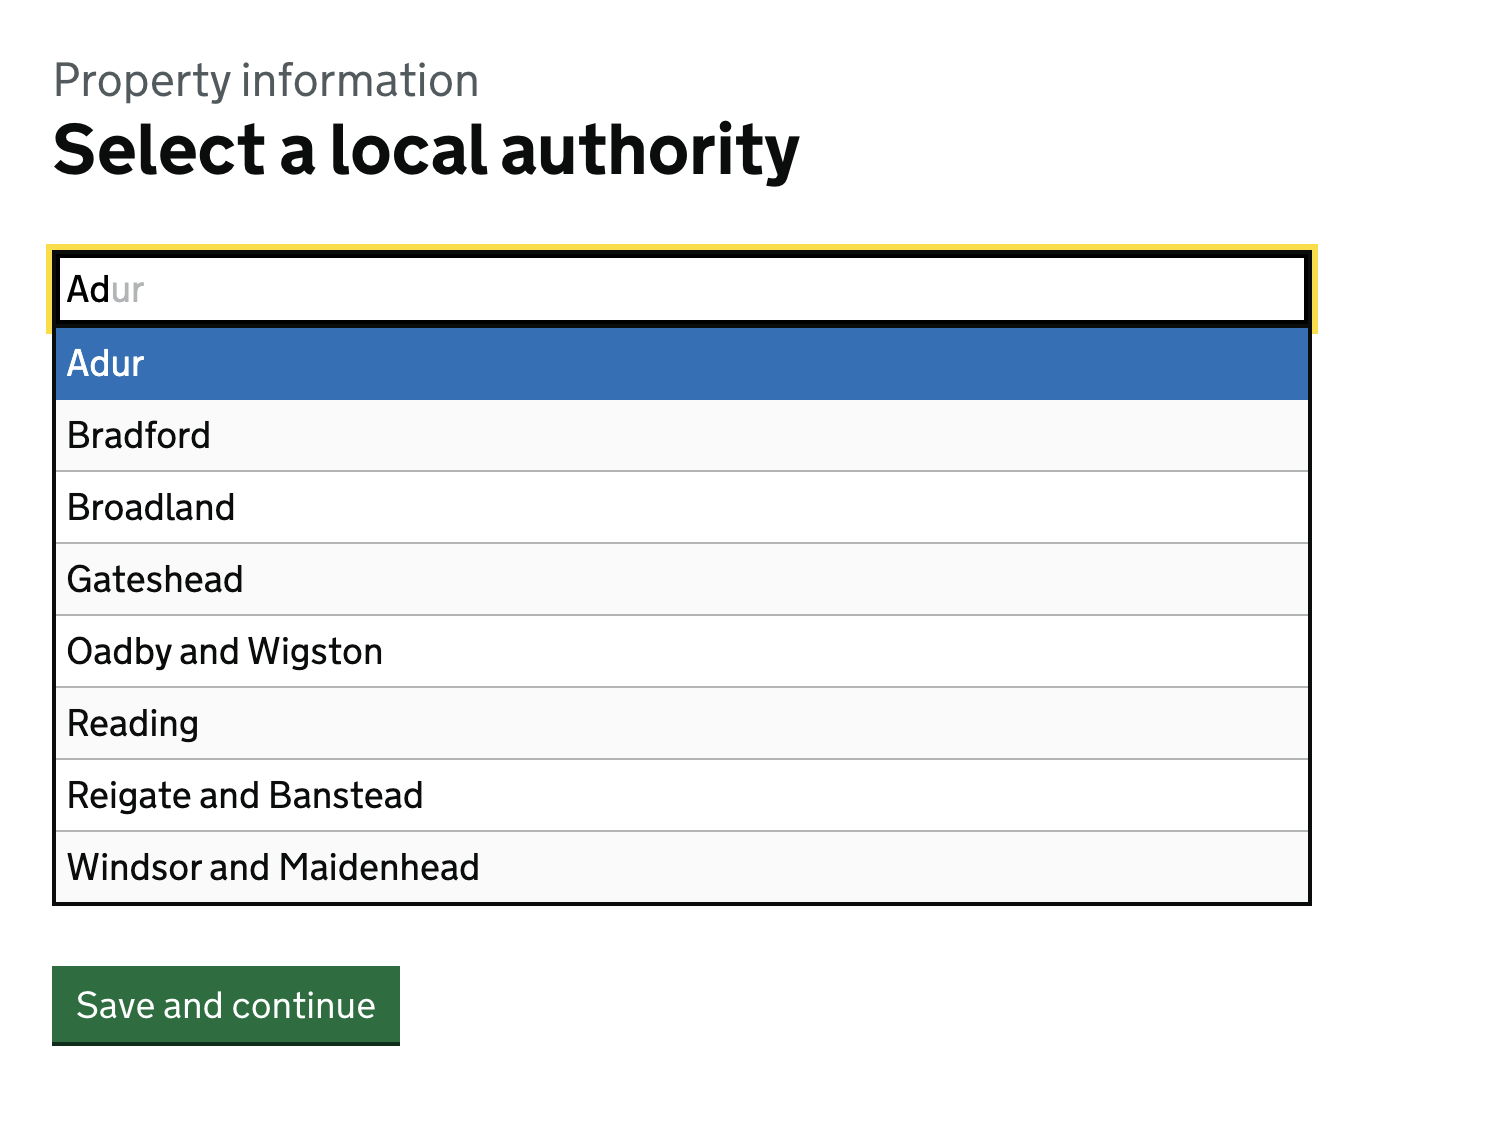 Property information
Select a local authority
Adur
Adur
Bradford
Broadland
Gateshead
Oadby and Wigston
Reading
Reigate and Banstead
Windsor and Maidenhead
Save and continue